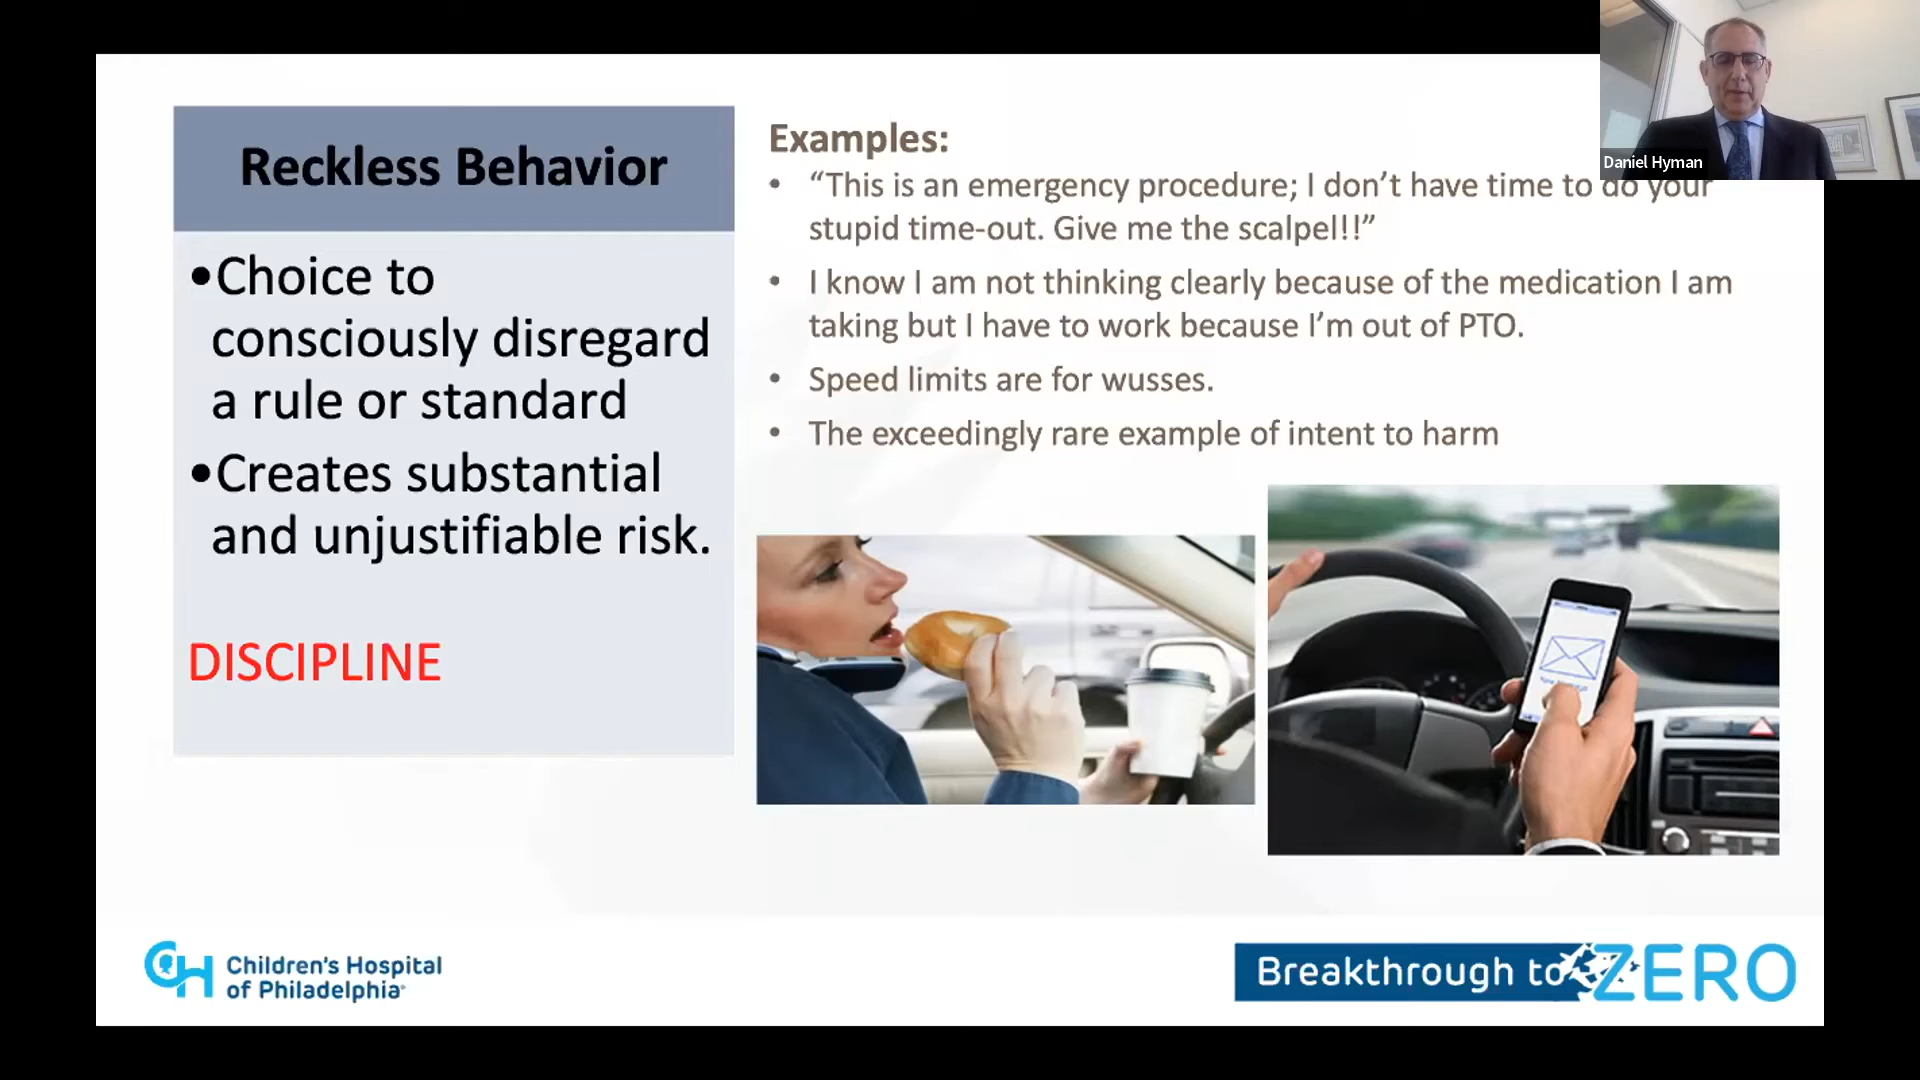 Reckless Behavior
•Choice to
consciously disregard
a rule or standard
•Creates substantial
and unjustifiable risk.
DISCIPLINE
Examples:
• “This is an emergency procedure; I don’t have time to do your
stupid time-out. Give me the scalpel!!”
• I know I am not thinking clearly because of the medication I am
taking but I have to work because I’m out of PTO.
• Speed limits are for wusses.
• The exceedingly rare example of intent to harm
Daniel Hyman
CH
Children’s Hospital
of Philadelphia
Breakthrough to ZERO